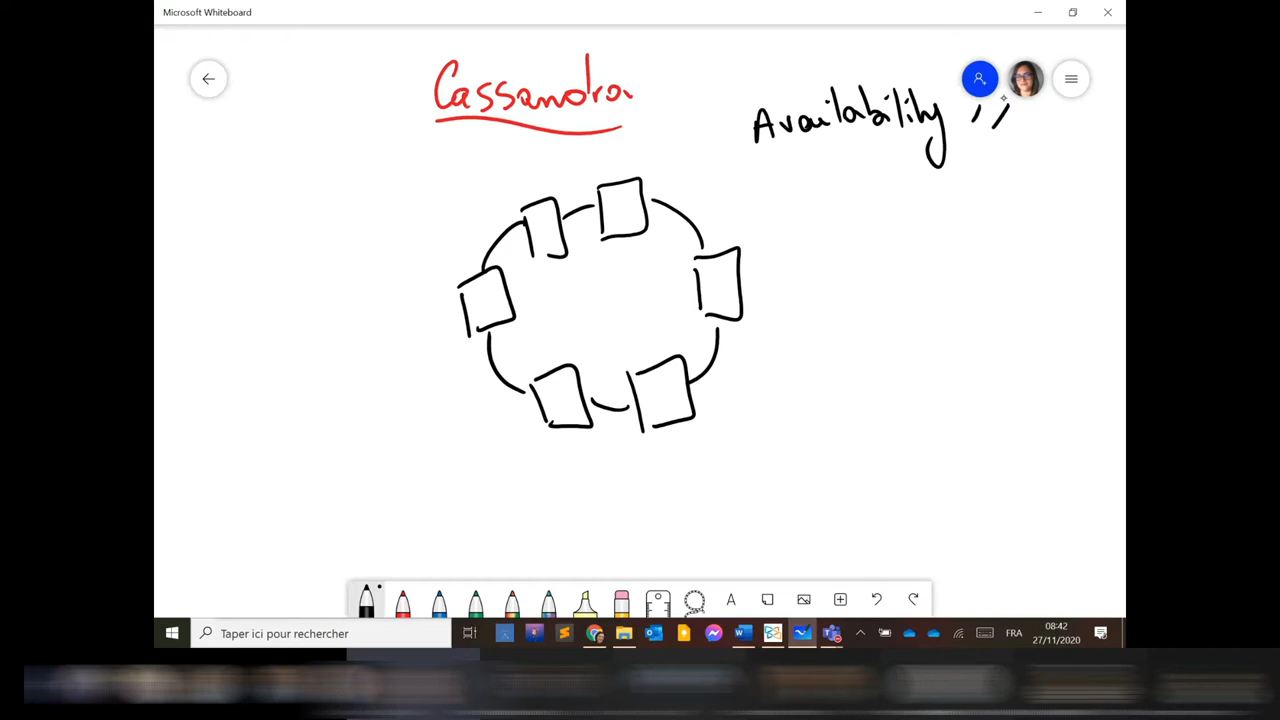 Microsoft Whiteboard
Cassandra
Availability
A
Taper ici pour rechercher
FRA
08:42
27/11/2020